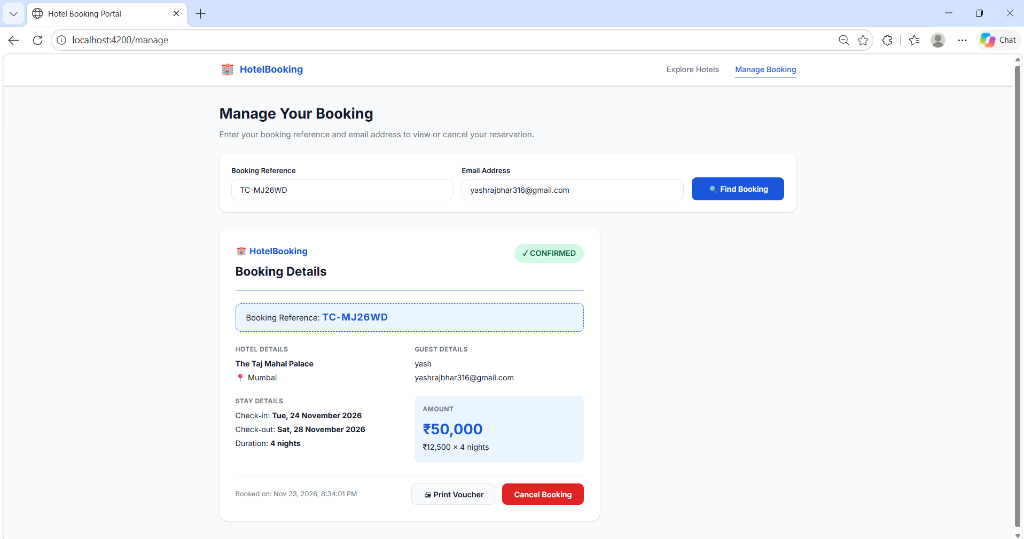 Hotel Booking Portal
localhost:4200/manage
Chat
HotelBooking
Explore Hotels
Manage Booking
Manage Your Booking
Enter your booking reference and email address to view or cancel your reservation.
Booking Reference
Email Address
TC-MJ26WD
yashrajbhar316@gmail.com
Find Booking
HotelBooking
✓ CONFIRMED
Booking Details
Booking Reference: TC-MJ26WD
HOTEL DETAILS
The Taj Mahal Palace
Mumbai
GUEST DETAILS
yash
yashrajbhar316@gmail.com
STAY DETAILS
Check-in: Tue, 24 November 2026
Check-out: Sat, 28 November 2026
Duration: 4 nights
AMOUNT
₹50,000
₹12,500 × 4 nights
Booked on: Nov 23, 2026, 8:34:01 PM
Print Voucher
Cancel Booking